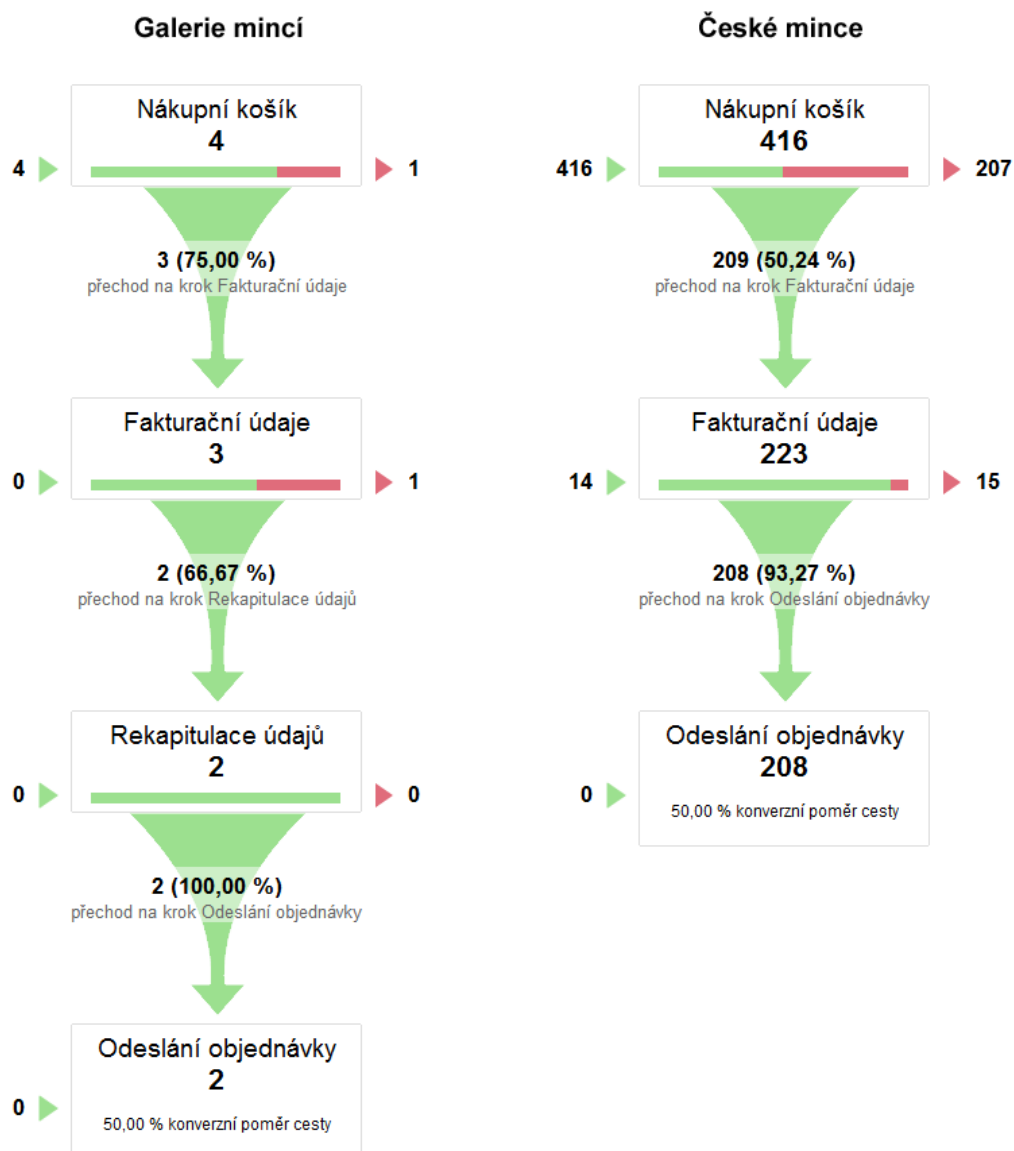 Galerie mincí
Nákupní košík
4
4
1
3 (75,00 %)
přechod na krok Fakturační údaje
Fakturační údaje
3
0
1
2 (66,67 %)
přechod na krok Rekapitulace údajů
Rekapitulace údajů
2
0
0
2 (100,00 %)
přechod na krok Odeslání objednávky
Odeslání objednávky
2
0
50,00 % konverzní poměr cesty
České mince
Nákupní košík
416
416
207
209 (50,24 %)
přechod na krok Fakturační údaje
Fakturační údaje
223
14
15
208 (93,27 %)
přechod na krok Odeslání objednávky
Odeslání objednávky
208
0
50,00 % konverzní poměr cesty